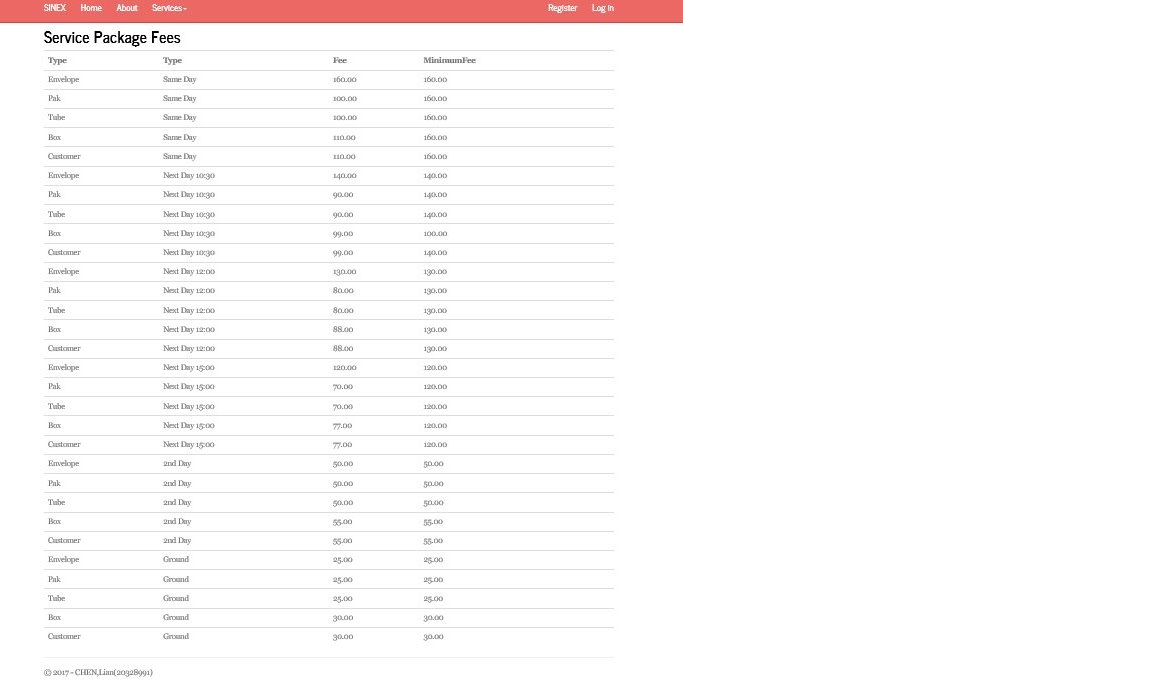 SINEX Home About Services Register Log in
Service Package Fees
Type Type Fee MinimumFee
Envelope Same Day 160.00 160.00
Pak Same Day 100.00 160.00
Tube Same Day 100.00 160.00
Box Same Day 110.00 160.00
Customer Same Day 110.00 160.00
Envelope Next Day 10:30 140.00 140.00
Pak Next Day 10:30 90.00 140.00
Tube Next Day 10:30 90.00 140.00
Box Next Day 10:30 99.00 100.00
Customer Next Day 10:30 99.00 140.00
Envelope Next Day 12:00 130.00 130.00
Pak Next Day 12:00 80.00 130.00
Tube Next Day 12:00 80.00 130.00
Box Next Day 12:00 88.00 130.00
Customer Next Day 12:00 88.00 130.00
Envelope Next Day 15:00 120.00 120.00
Pak Next Day 15:00 70.00 120.00
Tube Next Day 15:00 70.00 120.00
Box Next Day 15:00 77.00 120.00
Customer Next Day 15:00 77.00 120.00
Envelope 2nd Day 50.00 50.00
Pak 2nd Day 50.00 50.00
Tube 2nd Day 50.00 50.00
Box 2nd Day 55.00 55.00
Customer 2nd Day 55.00 55.00
Envelope Ground 25.00 25.00
Pak Ground 25.00 25.00
Tube Ground 25.00 25.00
Box Ground 30.00 30.00
Customer Ground 30.00 30.00
© 2017 - CHEN,Lian(20328991)